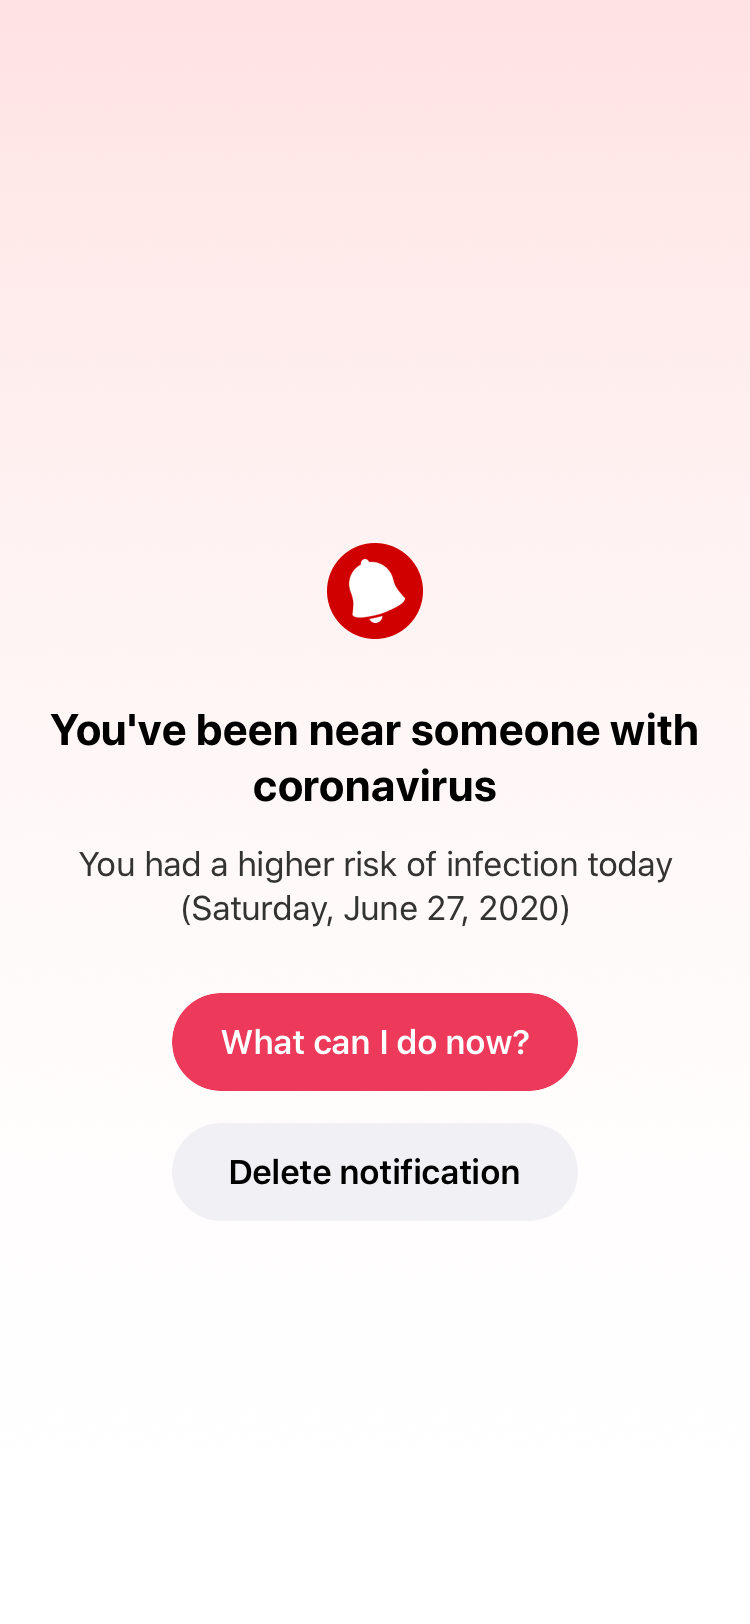 You've been near someone with
coronavirus
You had a higher risk of infection today
(Saturday, June 27, 2020)
What can I do now?
Delete notification